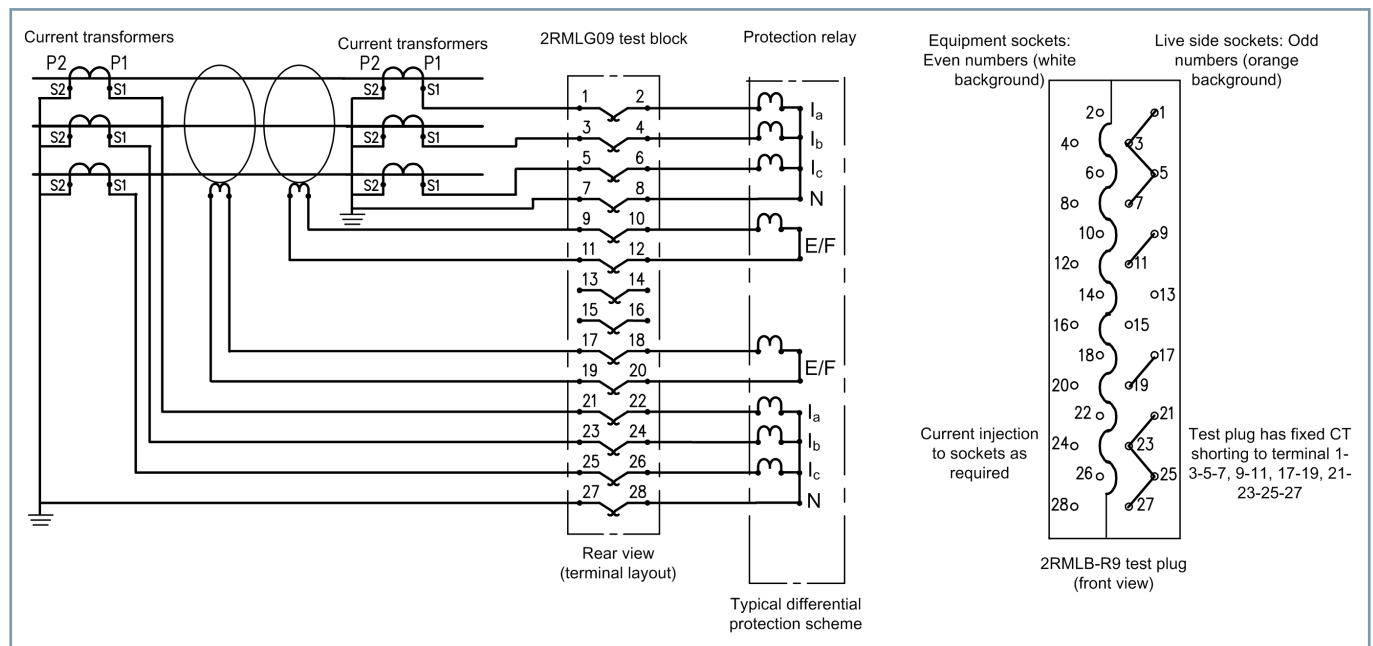 Current transformers
P2 P1
S2 S1
S2 S1
S2 S1
Current transformers
P2 P1
S2 S1
S2 S1
S2 S1
2RMLG09 test block
1 2
3 4
5 6
7 8
9 10
11 12
13 14
15 16
17 18
19 20
21 22
23 24
25 26
27 28
Rear view
(terminal layout)
Protection relay
Ia
Ib
Ic
N
E/F
E/F
Ia
Ib
Ic
N
Typical differential
protection scheme
Equipment sockets:
Even numbers (white
background)
Live side sockets: Odd
numbers (orange
background)
2 1
4 3
6 5
8 7
10 9
12 11
14 13
16 15
18 17
20 19
22 21
24 23
26 25
28 27
Current injection
to sockets as
required
Test plug has fixed CT
shorting to terminal 1-
3-5-7, 9-11, 17-19, 21-
23-25-27
2RMLB-R9 test plug
(front view)